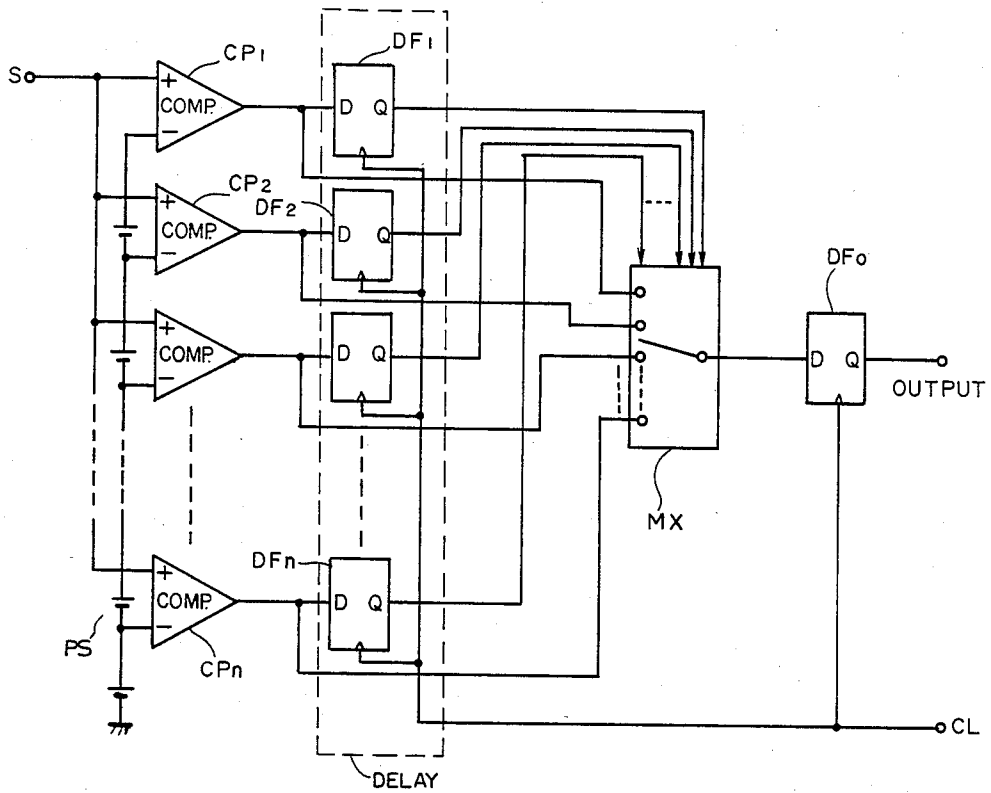 DF1
CP1
S
+
COMP.
−
D Q
CP2
DF2
+
COMP.
−
D Q
+
COMP.
−
D Q
DFo
D Q
OUTPUT
MX
DFn
+
COMP.
−
D Q
PS
CPn
CL
DELAY